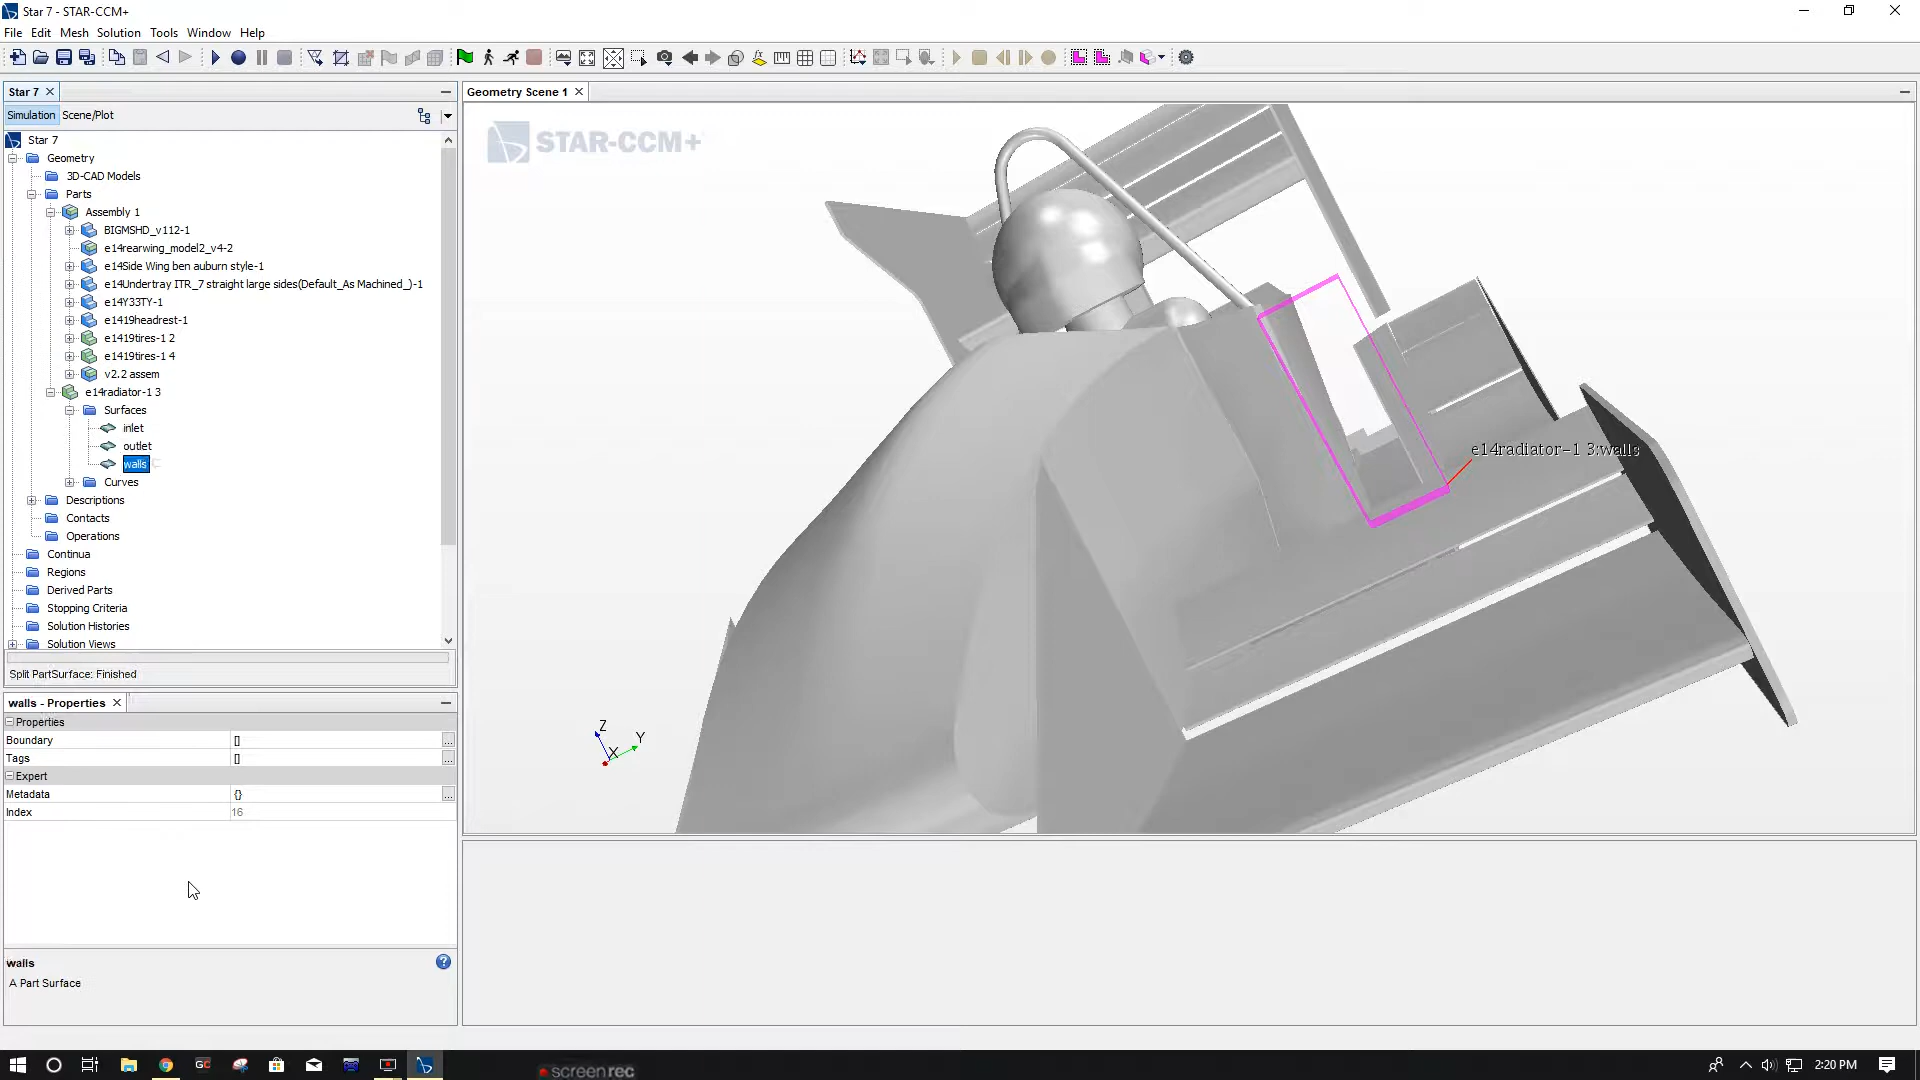 Star 7 - STAR-CCM+
File Edit Mesh Solution Tools Window Help
Star 7
Simulation Scene/Plot
Star 7
Geometry
3D-CAD Models
Parts
Assembly 1
BIGMSHD_v112-1
e14rearwing_model2_v4-2
e14Side Wing ben auburn style-1
e14Undertray ITR_7 straight large sides(Default_As Machined_)-1
e14Y33TY-1
e1419headrest-1
e1419tires-1 2
e1419tires-1 4
v2.2 assem
e14radiator-1 3
Surfaces
inlet
outlet
walls
Curves
Descriptions
Contacts
Operations
Continua
Regions
Derived Parts
Stopping Criteria
Solution Histories
Solution Views
Split PartSurface: Finished
walls - Properties
Properties
Boundary []
Tags []
Expert
Metadata {}
Index 16
walls
A Part Surface
Geometry Scene 1
STAR-CCM+
e14radiator-1 3:walls
Z
Y
X
GC
screenrec
2:20 PM